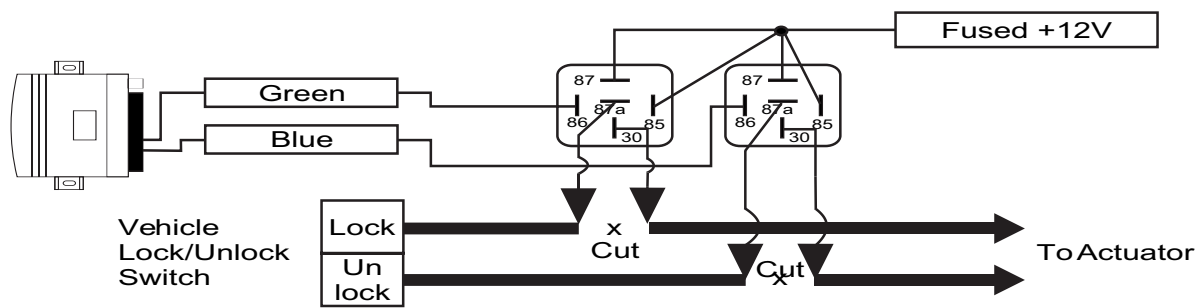 Fused +12V
87
87
Green
87a
87a
86
85
86
85
30
30
Blue
Vehicle
Lock/Unlock
Switch
Lock
x
Cut
To Actuator
Un
lock
Cut
x